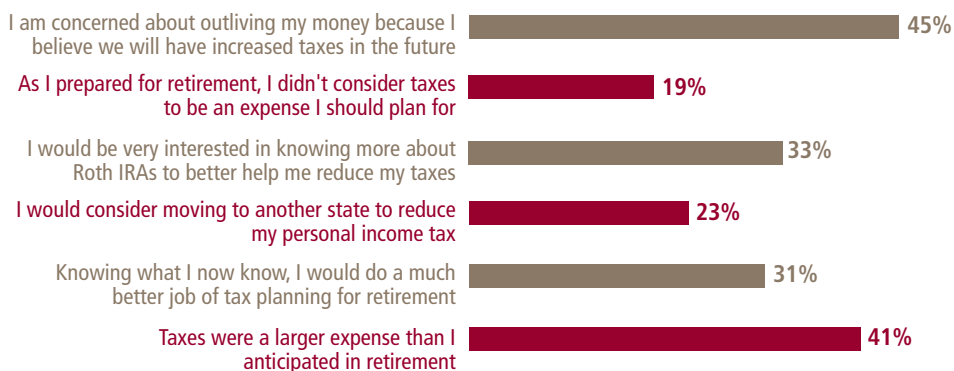 I am concerned about outliving my money because I
believe we will have increased taxes in the future
45%
As I prepared for retirement, I didn't consider taxes
to be an expense I should plan for
19%
I would be very interested in knowing more about
Roth IRAs to better help me reduce my taxes
33%
I would consider moving to another state to reduce
my personal income tax
23%
Knowing what I now know, I would do a much
better job of tax planning for retirement
31%
Taxes were a larger expense than I
anticipated in retirement
41%